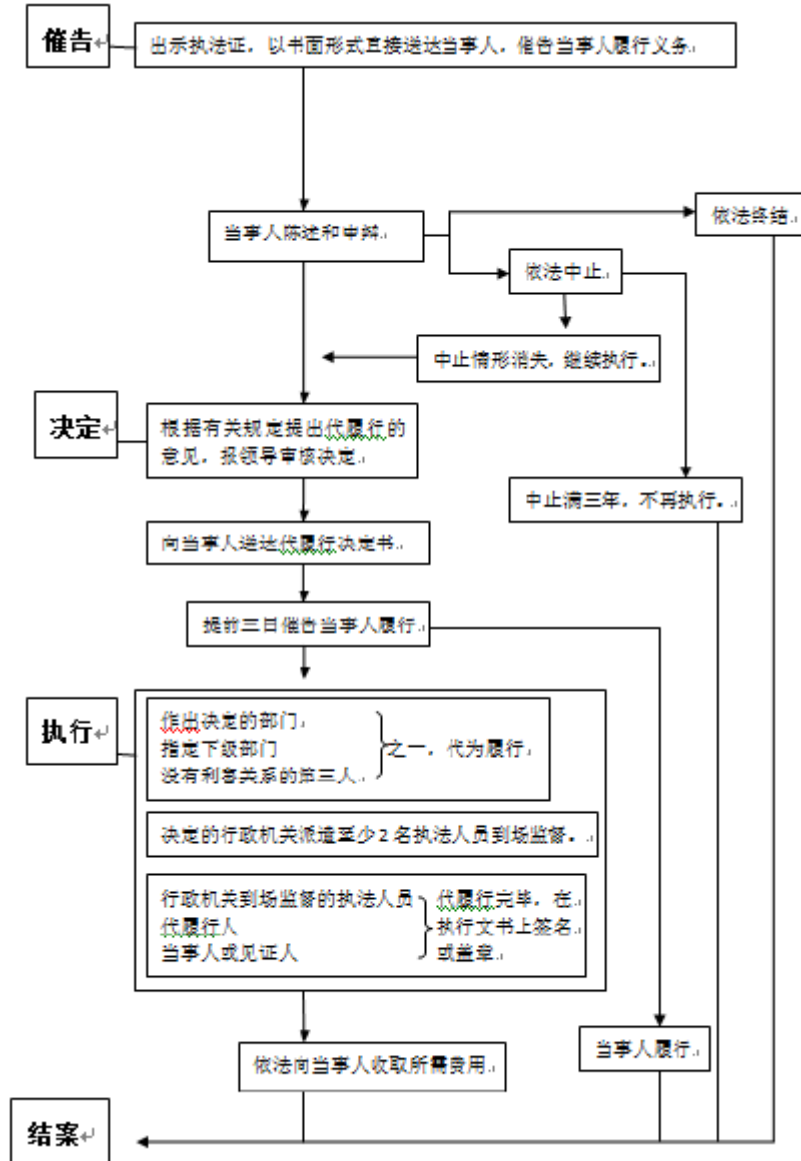 催告
出示执法证，以书面形式直接送达当事人，催告当事人履行义务。
当事人陈述和申辩。
依法终结。
依法中止。
中止情形消失，继续执行。
决定
根据有关规定提出代履行的
意见，报领导审核决定。
中止满三年，不再执行。
向当事人送达代履行决定书。
提前三日催告当事人履行。
执行
作出决定的部门。
指定下级部门
没有利害关系的第三人。
之一，代为履行。
决定的行政机关派遣至少2名执法人员到场监督。
行政机关到场监督的执法人员
代履行人
当事人或见证人
代履行完毕，在
执行文书上签名
或盖章。
当事人履行。
依法向当事人收取所需费用。
结案